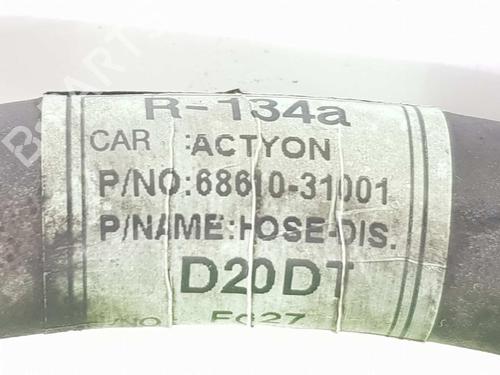 R-134a
CAR :ACTYON
P/NO:68610-31001
P/NAME:HOSE-DIS.
D20DT